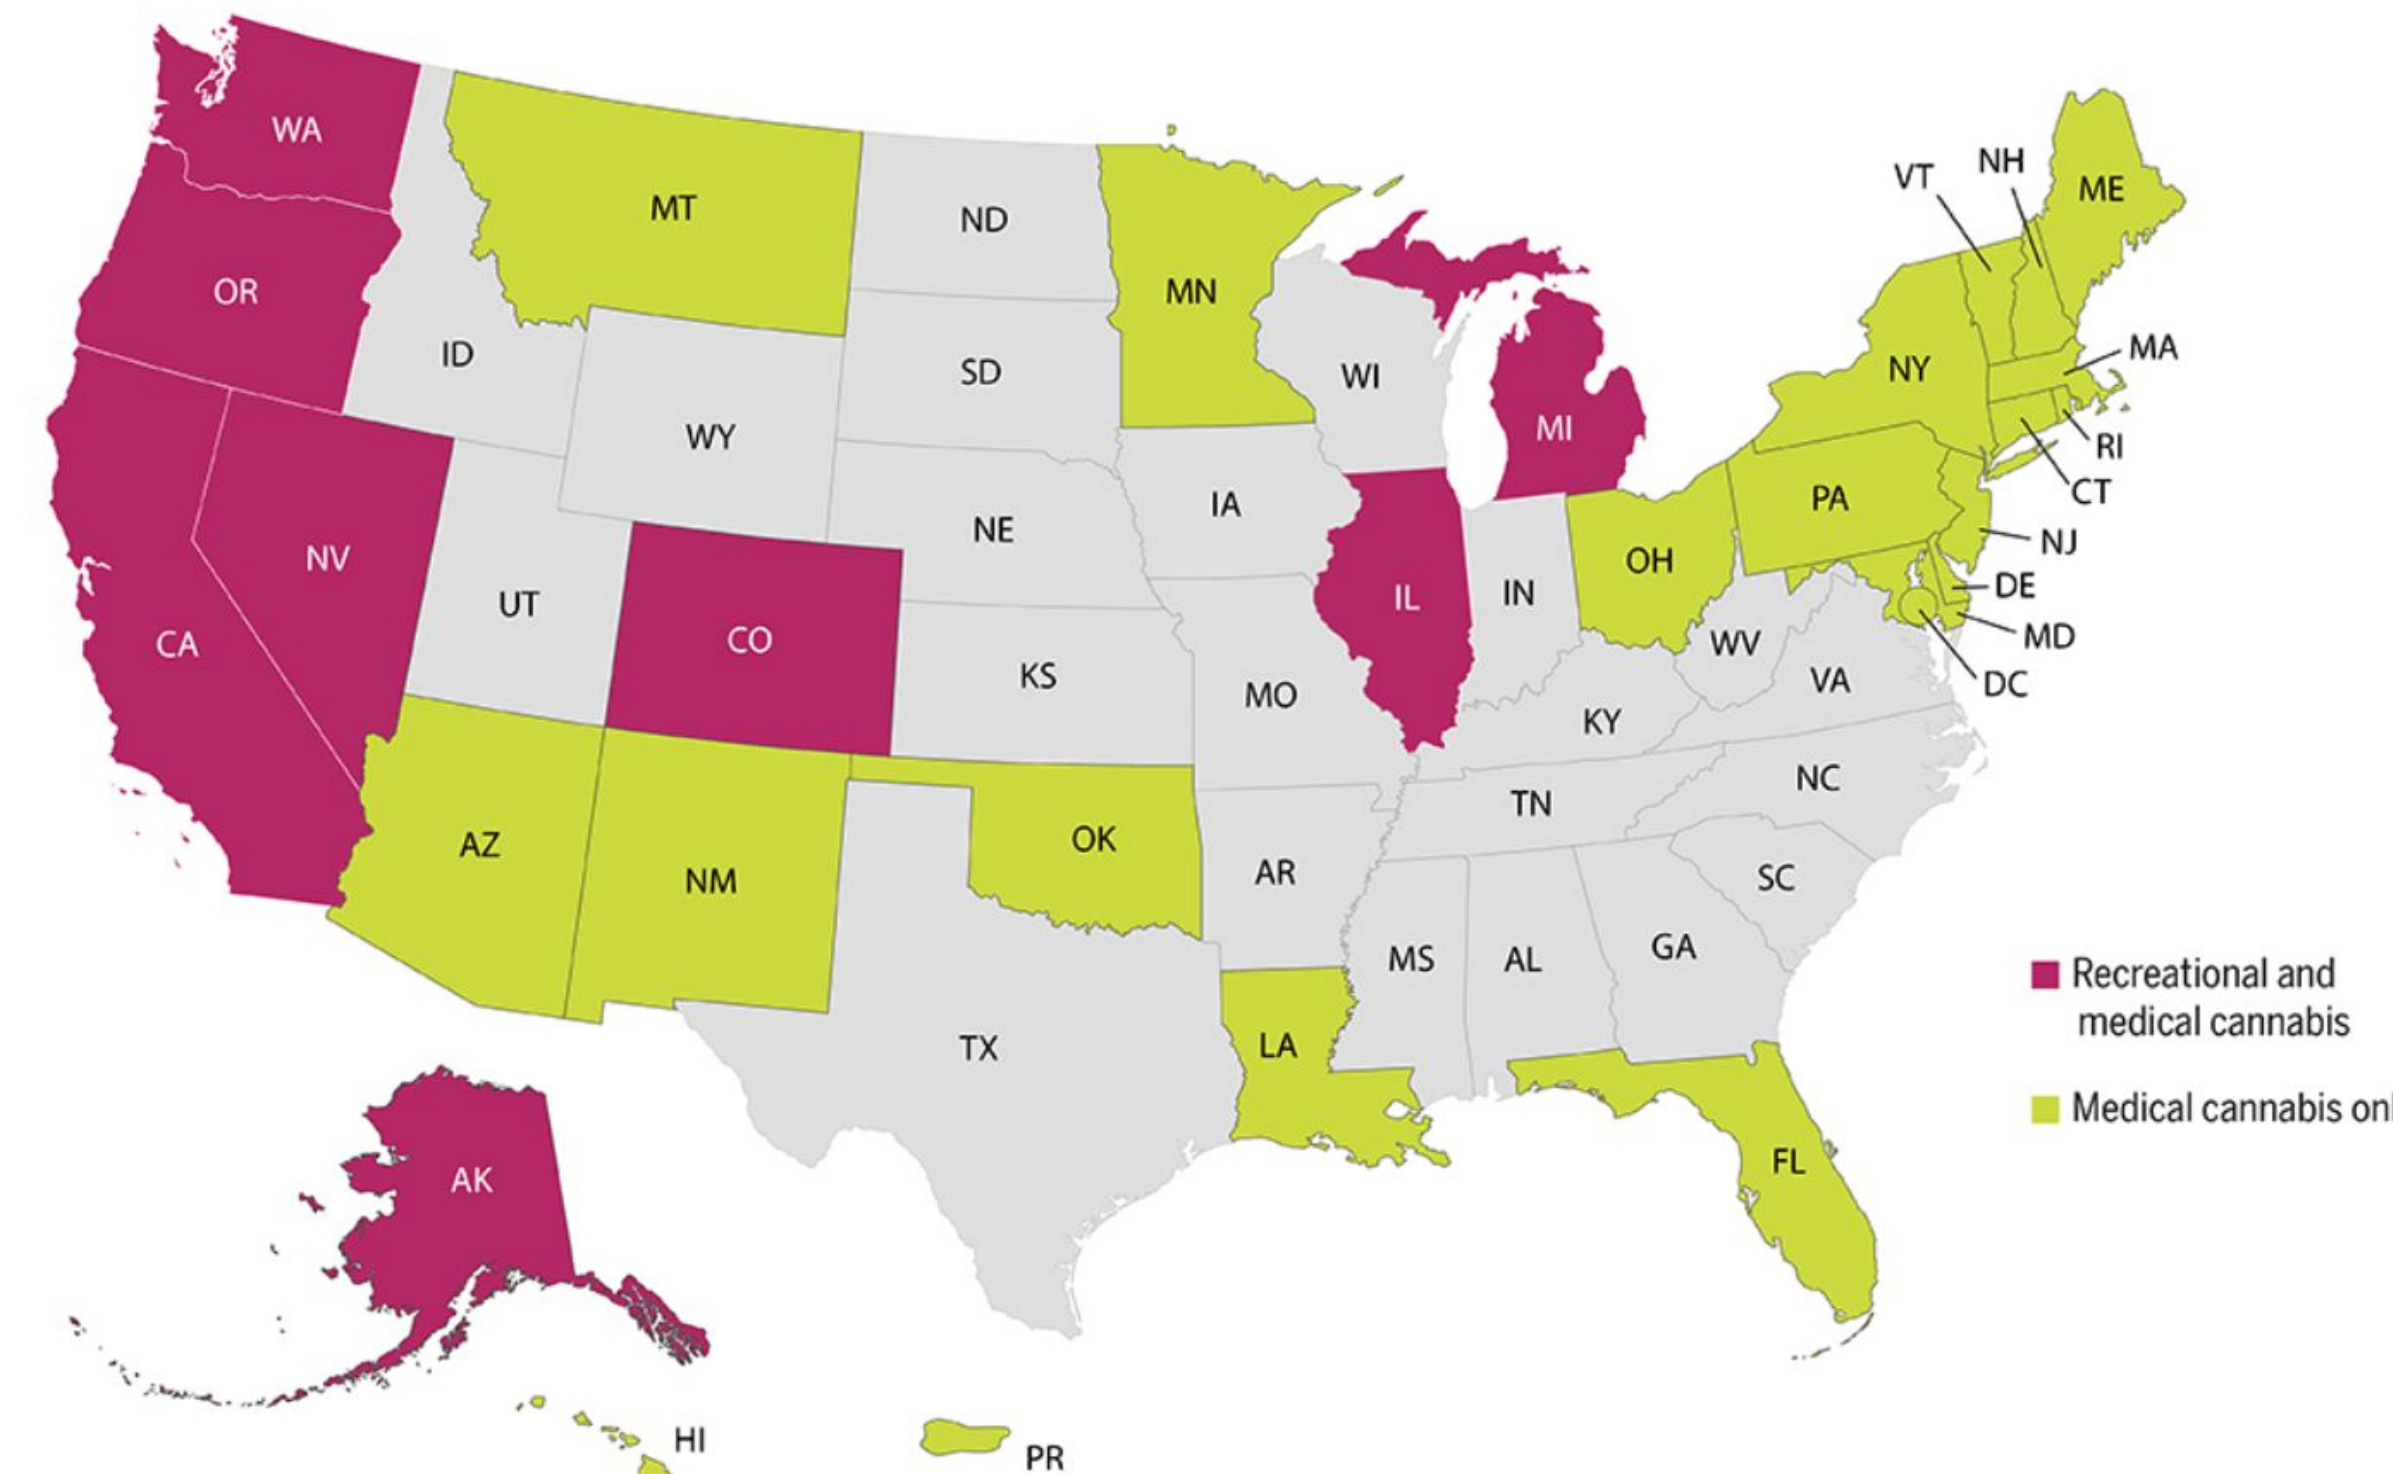 WA
NH
VT
ME
MT
ND
OR
MN
MA
ID
SD
WI
NY
WY
MI
RI
CT
IA
PA
NE
NJ
NV
OH
DE
UT
IN
IL
CO
MD
CA
WV
DC
KS
MO
VA
KY
NC
TN
AZ
OK
NM
AR
SC
MS
AL
GA
Recreational and
medical cannabis
TX
LA
Medical cannabis onl
FL
AK
HI
PR